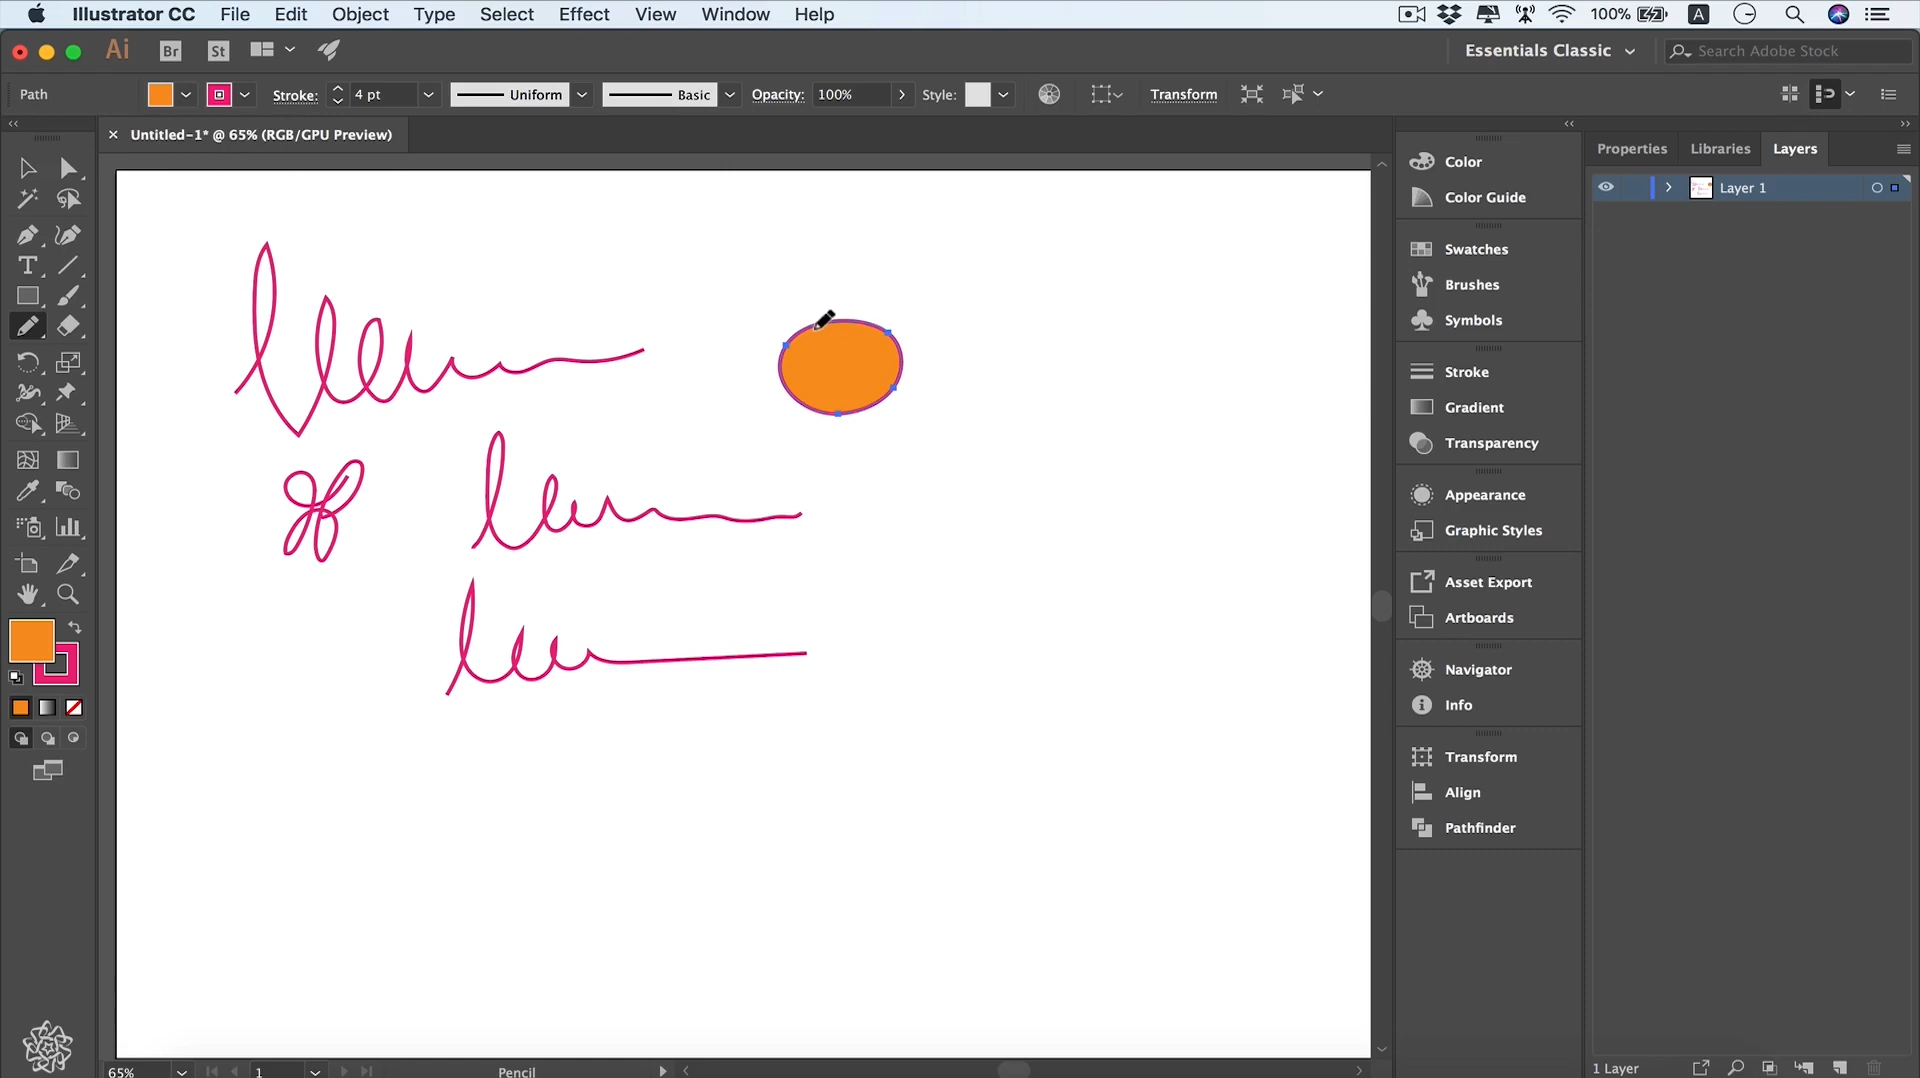 Illustrator CC File Edit Object Type Select Effect View Window Help 100% A
Ai Br St Essentials Classic Search Adobe Stock
Path Stroke: 4 pt Uniform Basic Opacity: 100% Style: Transform
Untitled-1* @ 65% (RGB/GPU Preview)
Properties Libraries Layers
Layer 1
Color
Color Guide
Swatches
Brushes
Symbols
Stroke
Gradient
Transparency
Appearance
Graphic Styles
Asset Export
Artboards
Navigator
Info
Transform
Align
Pathfinder
65% 1 Pencil
1 Layer